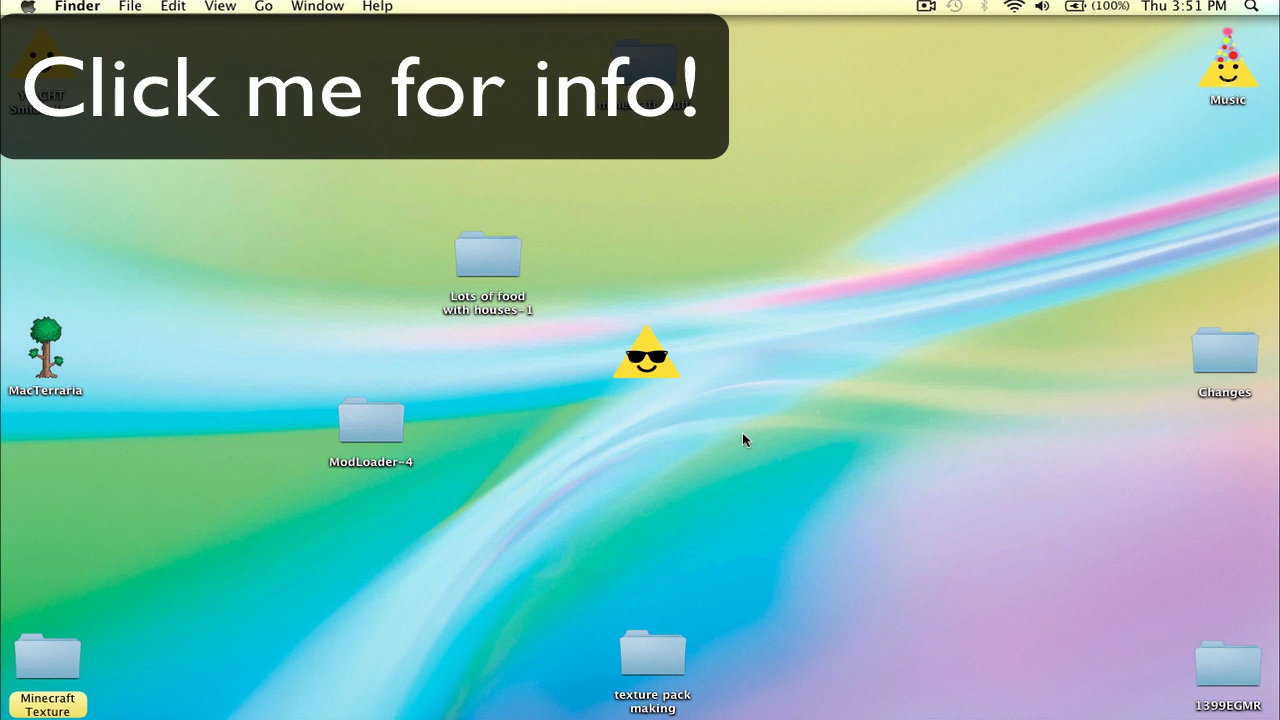 Finder File Edit View Go Window Help
(100%) Thu 3:51 PM
Click me for info!
Music
Lots of food
with houses-1
MacTerraria
Changes
ModLoader-4
Minecraft
Texture
texture pack
making
1399EGMR